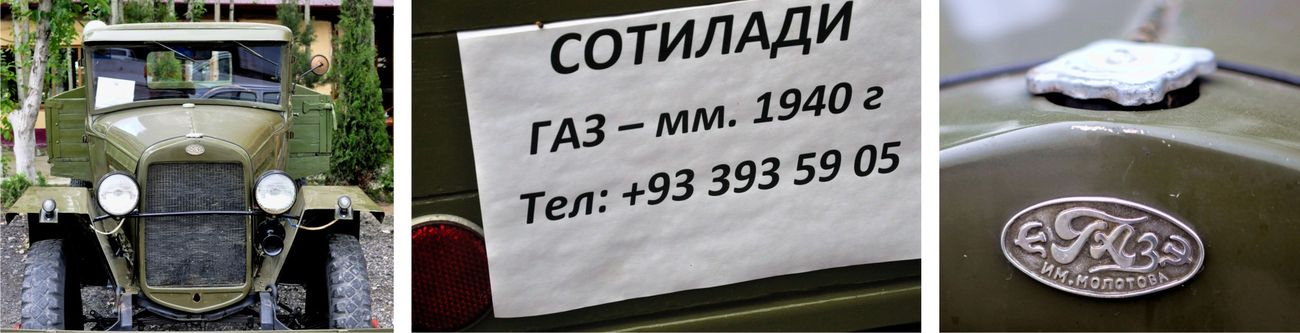 СОТИЛАДИ
ГАЗ – мм. 1940 г
Тел: +93 393 59 05
ГАЗ
ИМ. МОЛОТОВА